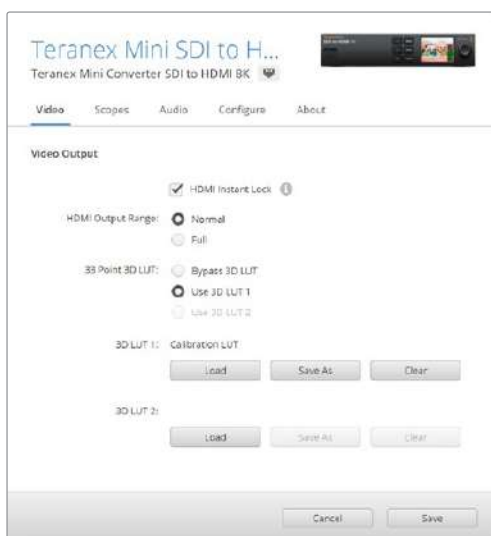 Teranex Mini SDI to H...
Teranex Mini Converter SDI to HDMI 8K
Video Scopes Audio Configure About
Video Output
HDMI Instant Lock
HDMI Output Range: Normal
Full
33 Point 3D LUT: Bypass 3D LUT
Use 3D LUT 1
Use 3D LUT 2
3D LUT 1: Calibration LUT
Load Save As Clear
3D LUT 2:
Load Save As Clear
Cancel Save